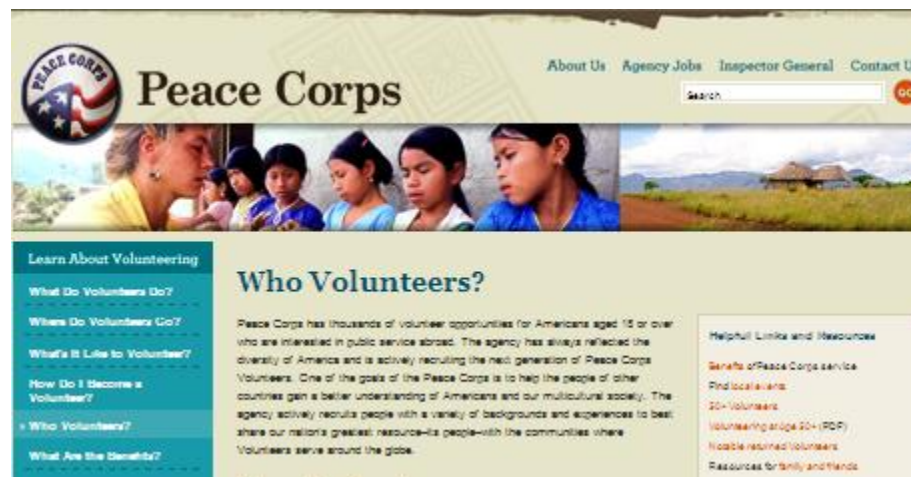 PEACE CORPS
Peace Corps
About Us Agency Jobs Inspector General Contact U
Search GO
Learn About Volunteering
What Do Volunteers Do?
Where Do Volunteers Go?
What's It Like to Volunteer?
How Do I Become a
Volunteer?
» Who Volunteers?
What Are the Benefits?
Who Volunteers?
Peace Corps has thousands of volunteer opportunities for Americans aged 18 or over
who are interested in public service abroad. The agency has always reflected the
diversity of America and is actively recruiting the next generation of Peace Corps
Volunteers. One of the goals of the Peace Corps is to help the people of other
countries gain a better understanding of Americans and our multicultural society. The
agency actively recruits people with a variety of backgrounds and experiences to best
share our nation's greatest resource–its people–with the communities where
Volunteers serve around the globe.
Helpful Links and Resources
Benefits of Peace Corps service
Find local events
50+ Volunteers
Volunteering at age 50+ (PDF)
Notable returned Volunteers
Resources for family and friends